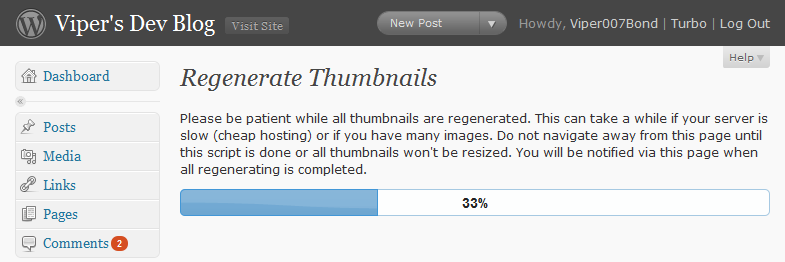 Viper's Dev Blog Visit Site New Post Howdy, Viper007Bond | Turbo | Log Out
Help
Dashboard
Regenerate Thumbnails
Please be patient while all thumbnails are regenerated. This can take a while if your server is
slow (cheap hosting) or if you have many images. Do not navigate away from this page until
this script is done or all thumbnails won't be resized. You will be notified via this page when
all regenerating is completed.
33%
Posts
Media
Links
Pages
Comments 2